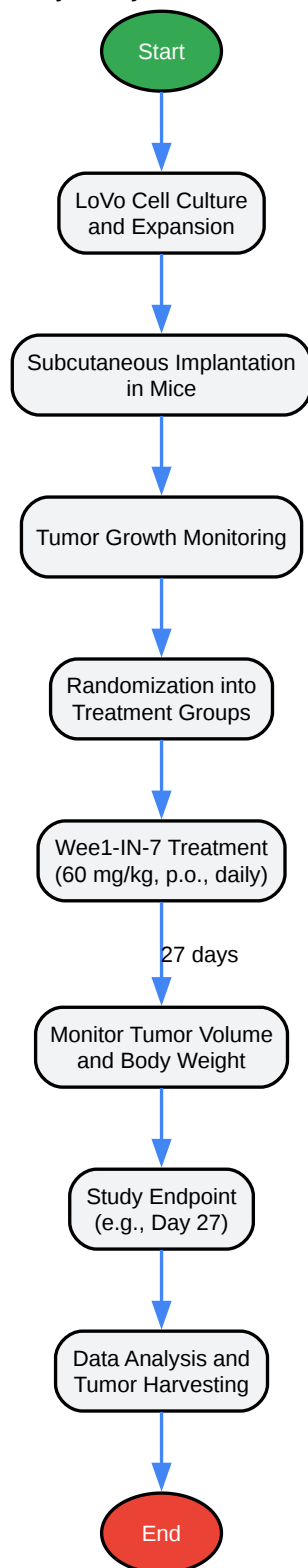 Start
LoVo Cell Culture
and Expansion
Subcutaneous Implantation
in Mice
Tumor Growth Monitoring
Randomization into
Treatment Groups
Wee1-IN-7 Treatment
(60 mg/kg, p.o., daily)
27 days
Monitor Tumor Volume
and Body Weight
Study Endpoint
(e.g., Day 27)
Data Analysis and
Tumor Harvesting
End